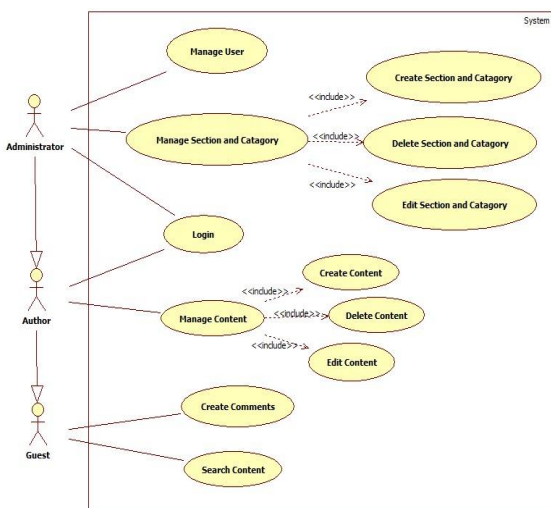 System
Manage User
Create Section and Catagory
<<include>>
Administrator
Manage Section and Catagory
<<include>>
Delete Section and Catagory
<<include>>
Edit Section and Catagory
Login
Create Content
<<include>>
Author
Manage Content
<<include>>
Delete Content
<<include>>
Edit Content
Create Comments
Guest
Search Content